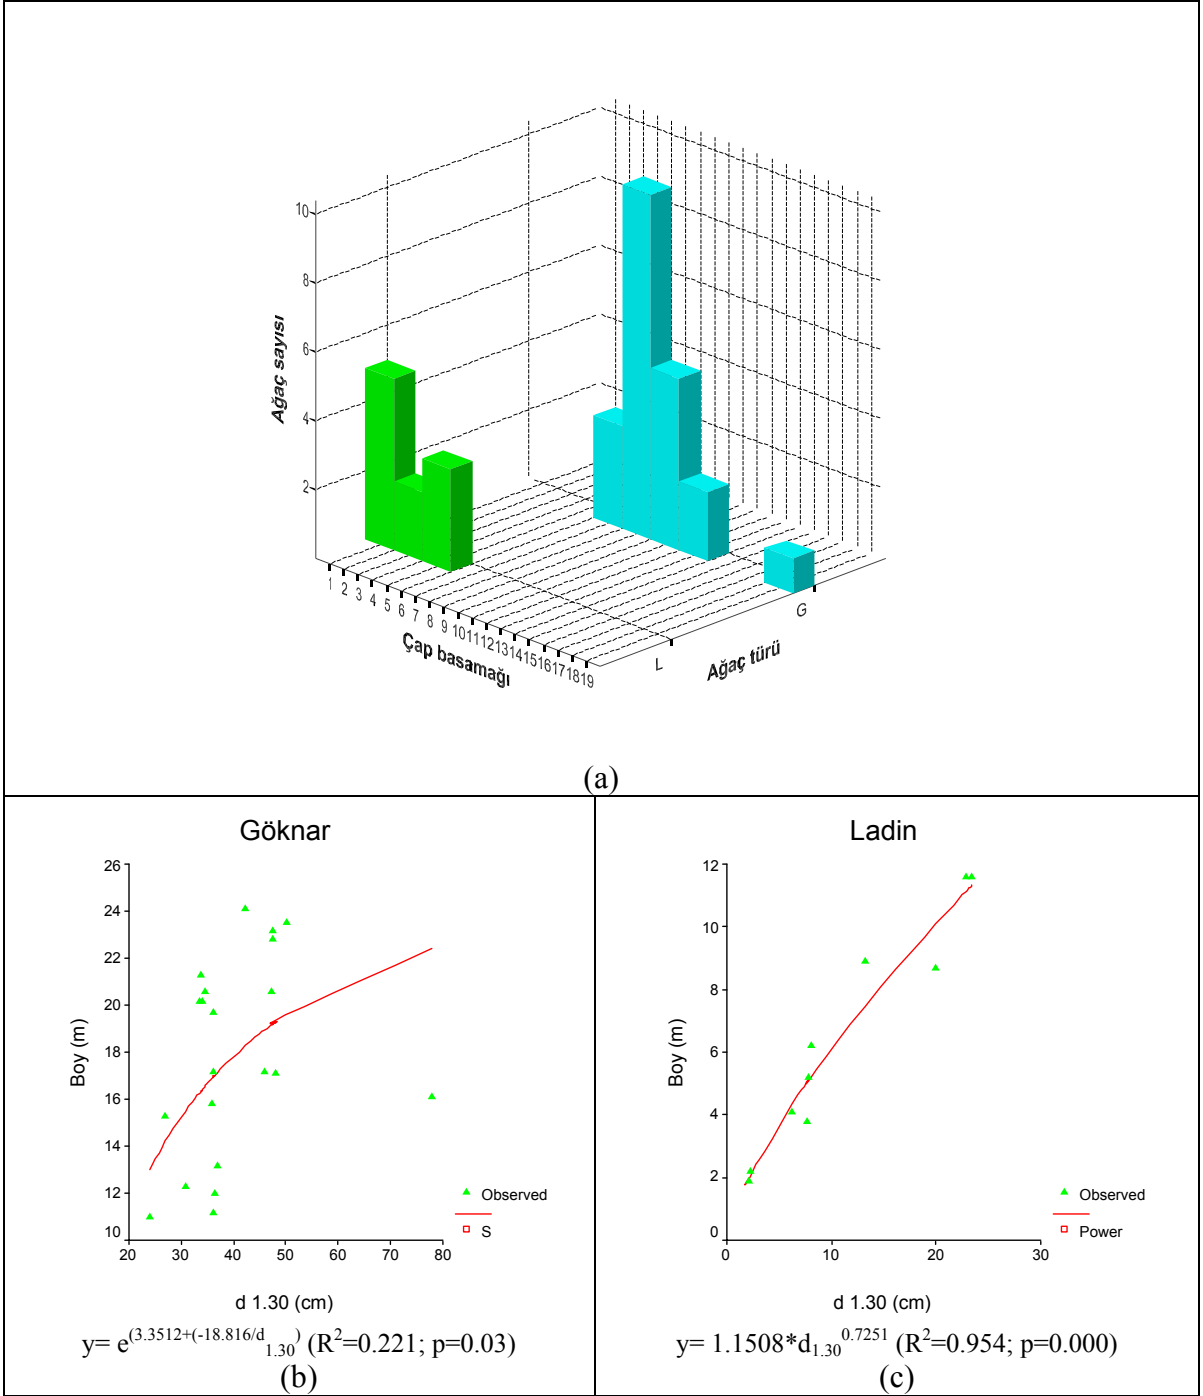 10
8
6
4
2
Ağaç sayısı
1 2 3 4 5 6 7 8 9 10 11 12 13 14 15 16 17 18 19
Çap basamağı
L
G
Ağaç türü
(a)
Göknar
26
24
22
20
18
16
14
12
10
Boy (m)
20 30 40 50 60 70 80
d 1.30 (cm)
Observed
S
y= e^(3.3512+(-18.816/d_1.30) (R²=0.221; p=0.03)
(b)
Ladin
12
10
8
6
4
2
0
Boy (m)
0 10 20 30
d 1.30 (cm)
Observed
Power
y= 1.1508*d_1.30^0.7251 (R²=0.954; p=0.000)
(c)